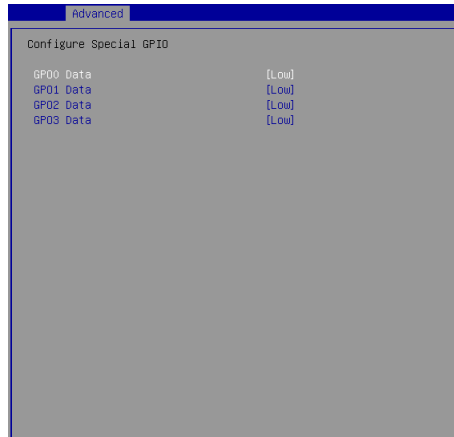 Advanced
Configure Special GPIO
GPO0 Data [Low]
GPO1 Data [Low]
GPO2 Data [Low]
GPO3 Data [Low]